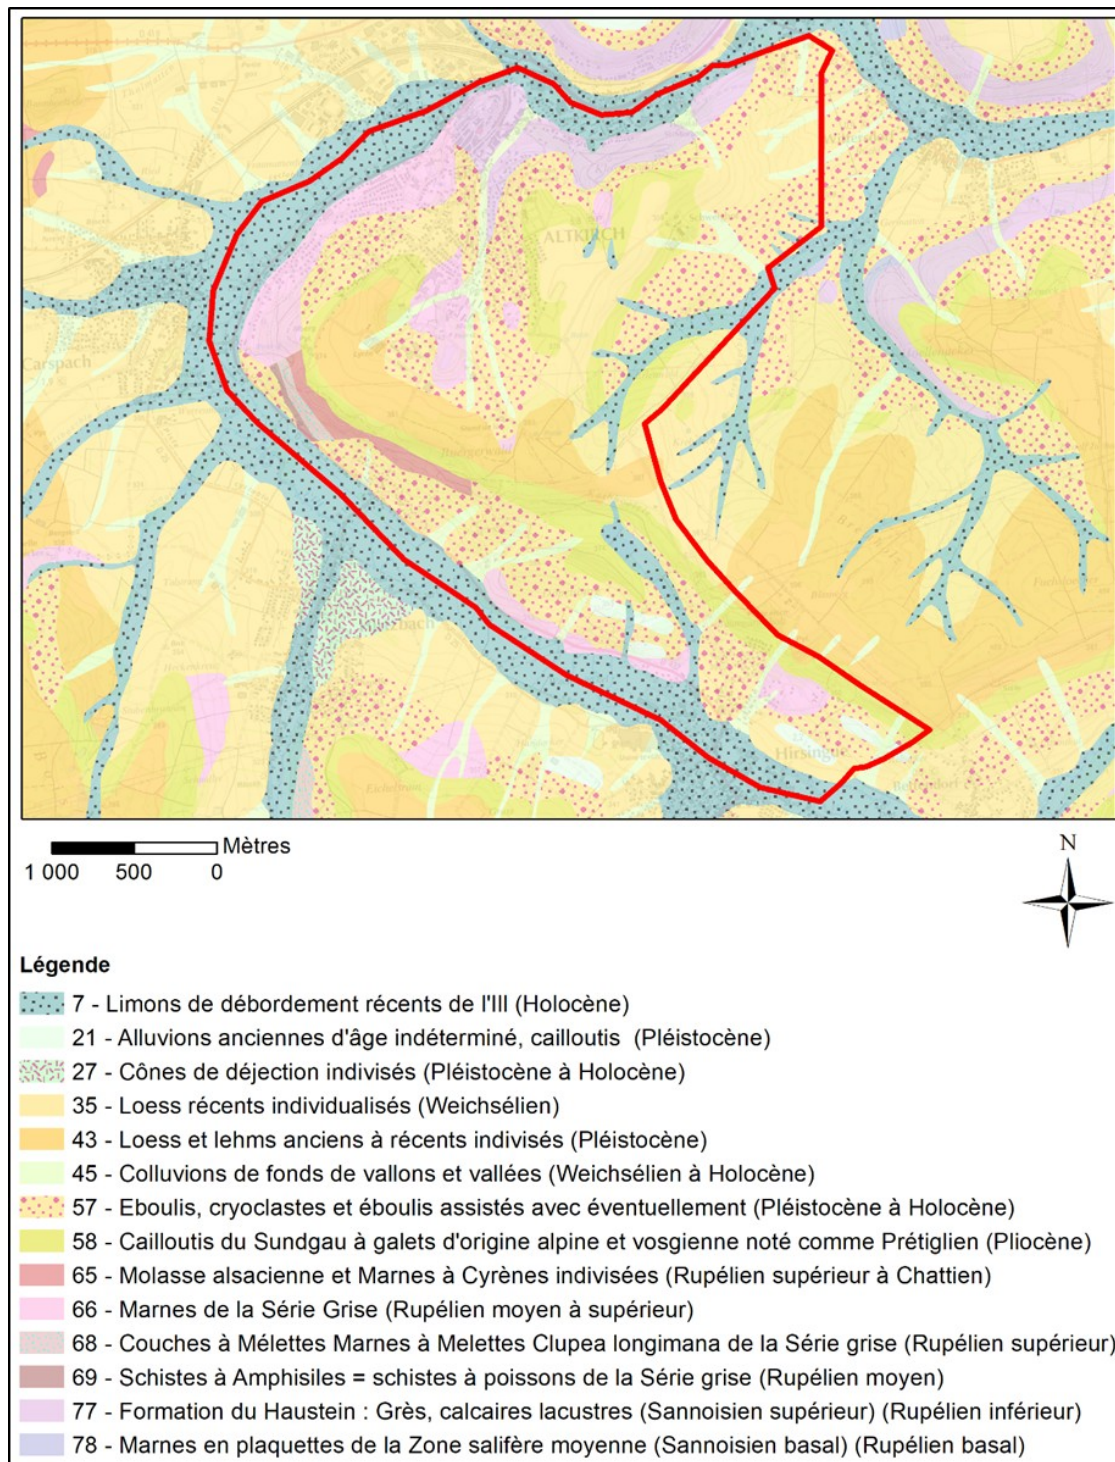 Carspach
ALTKIRCH
Hirsingue
Mètres
1 000 500 0
N
Légende
7 - Limons de débordement récents de l'Ill (Holocène)
21 - Alluvions anciennes d'âge indéterminé, cailloutis (Pléistocène)
27 - Cônes de déjection indivisés (Pléistocène à Holocène)
35 - Loess récents individualisés (Weichsélien)
43 - Loess et lehms anciens à récents indivisés (Pléistocène)
45 - Colluvions de fonds de vallons et vallées (Weichsélien à Holocène)
57 - Eboulis, cryoclastes et éboulis assistés avec éventuellement (Pléistocène à Holocène)
58 - Cailloutis du Sundgau à galets d'origine alpine et vosgienne noté comme Prétiglien (Pliocène)
65 - Molasse alsacienne et Marnes à Cyrènes indivisées (Rupélien supérieur à Chattien)
66 - Marnes de la Série Grise (Rupélien moyen à supérieur)
68 - Couches à Mélettes Marnes à Melettes Clupea longimana de la Série grise (Rupélien supérieur)
69 - Schistes à Amphisiles = schistes à poissons de la Série grise (Rupélien moyen)
77 - Formation du Haustein : Grès, calcaires lacustres (Sannoisien supérieur) (Rupélien inférieur)
78 - Marnes en plaquettes de la Zone salifère moyenne (Sannoisien basal) (Rupélien basal)